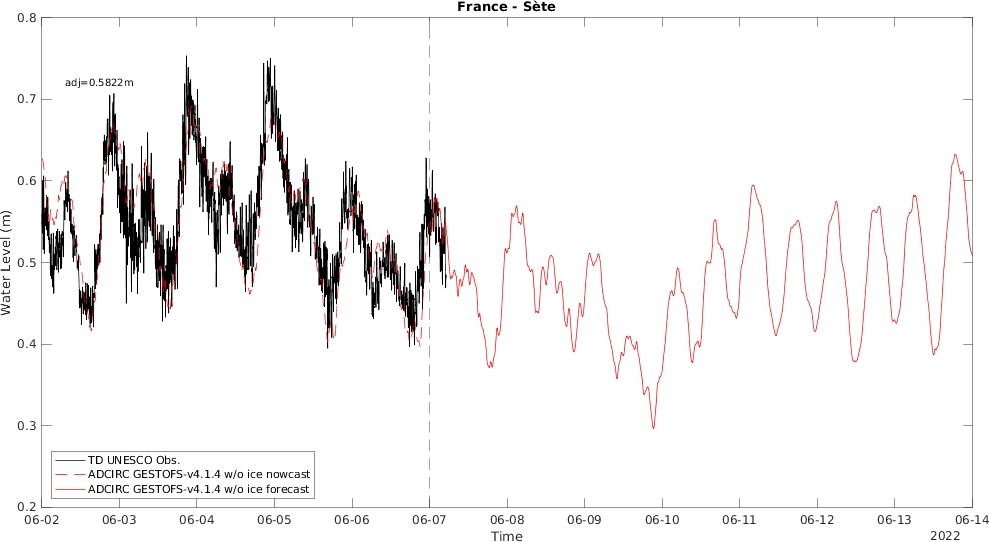 France - Sète
0.8
0.7
0.6
0.5
0.4
0.3
0.2
Water Level (m)
adj=0.5822m
TD UNESCO Obs.
ADCIRC GESTOFS-v4.1.4 w/o ice nowcast
ADCIRC GESTOFS-v4.1.4 w/o ice forecast
06-02 06-03 06-04 06-05 06-06 06-07 06-08 06-09 06-10 06-11 06-12 06-13 06-14
Time
2022